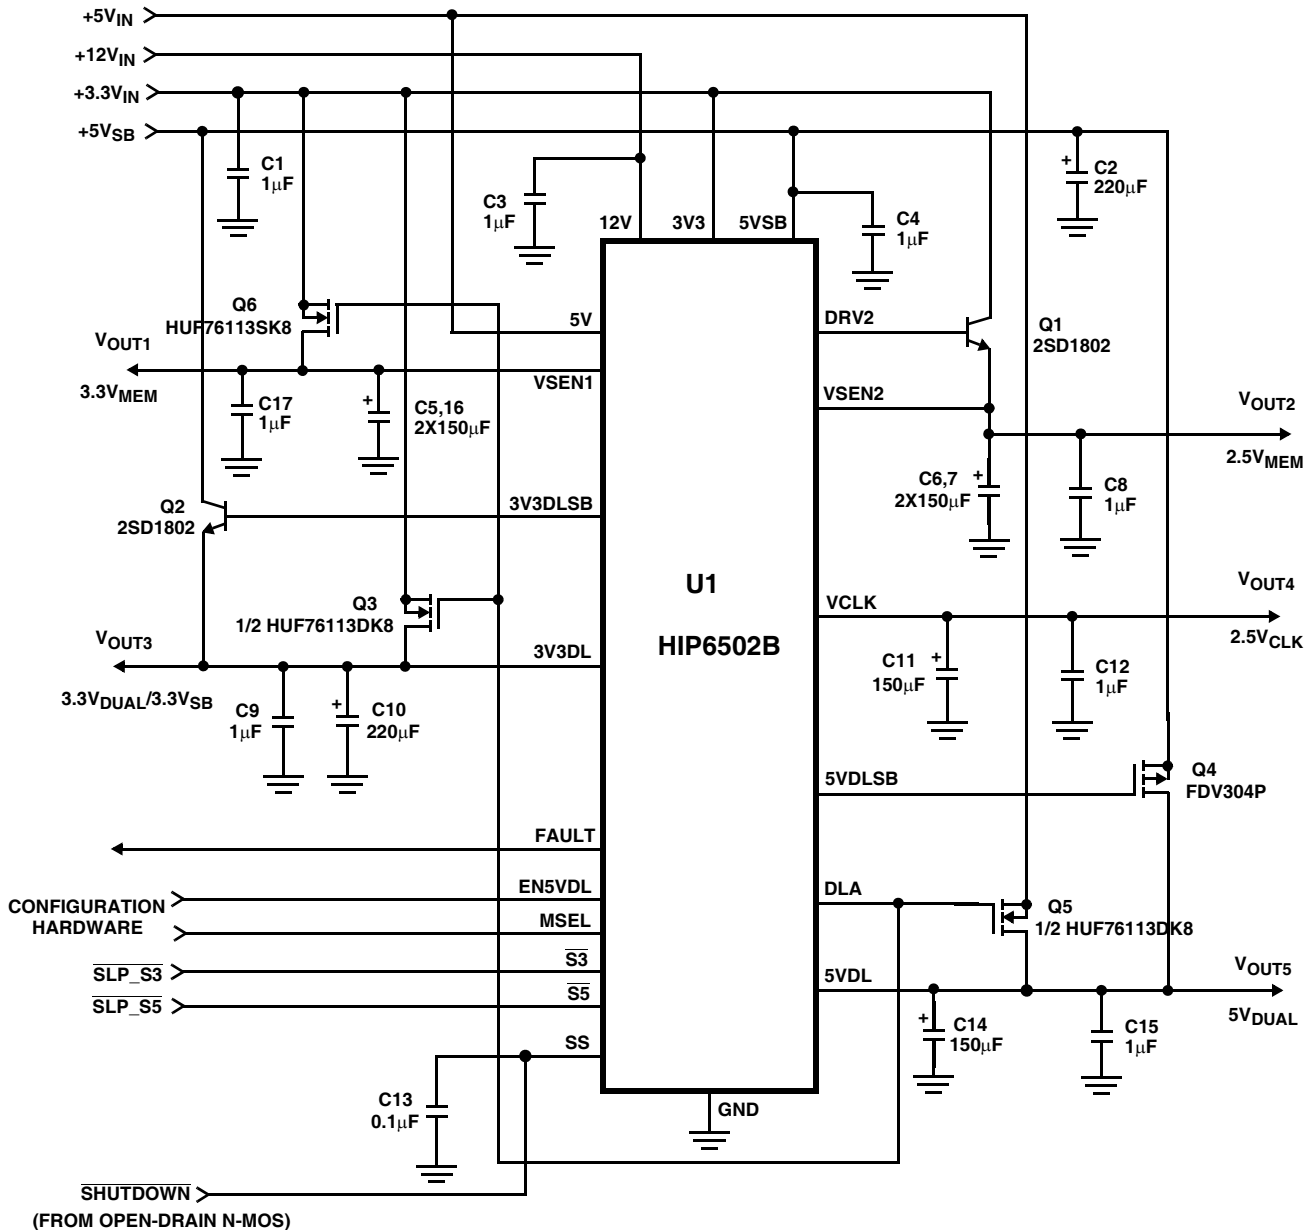 +5VIN
+12VIN
+3.3VIN
+5VSB
C1
1µF
C3
1µF
12V
3V3
5VSB
C4
1µF
C2
220µF
Q6
HUF76113SK8
5V
DRV2
Q1
2SD1802
VOUT1
3.3VMEM
VSEN1
VSEN2
C17
1µF
+
C5,16
2X150µF
VOUT2
2.5VMEM
+
C6,7
2X150µF
C8
1µF
Q2
2SD1802
3V3DLSB
U1
HIP6502B
Q3
1/2 HUF76113DK8
VCLK
VOUT4
2.5VCLK
VOUT3
3.3VDUAL/3.3VSB
3V3DL
C11
150µF
+
C12
1µF
C9
1µF
+
C10
220µF
+
5VDLSB
Q4
FDV304P
FAULT
EN5VDL
CONFIGURATION
HARDWARE
MSEL
DLA
Q5
1/2 HUF76113DK8
SLP_S3
S3
5VDL
VOUT5
5VDUAL
SLP_S5
S5
+
C14
150µF
C15
1µF
SS
C13
0.1µF
GND
SHUTDOWN
(FROM OPEN-DRAIN N-MOS)